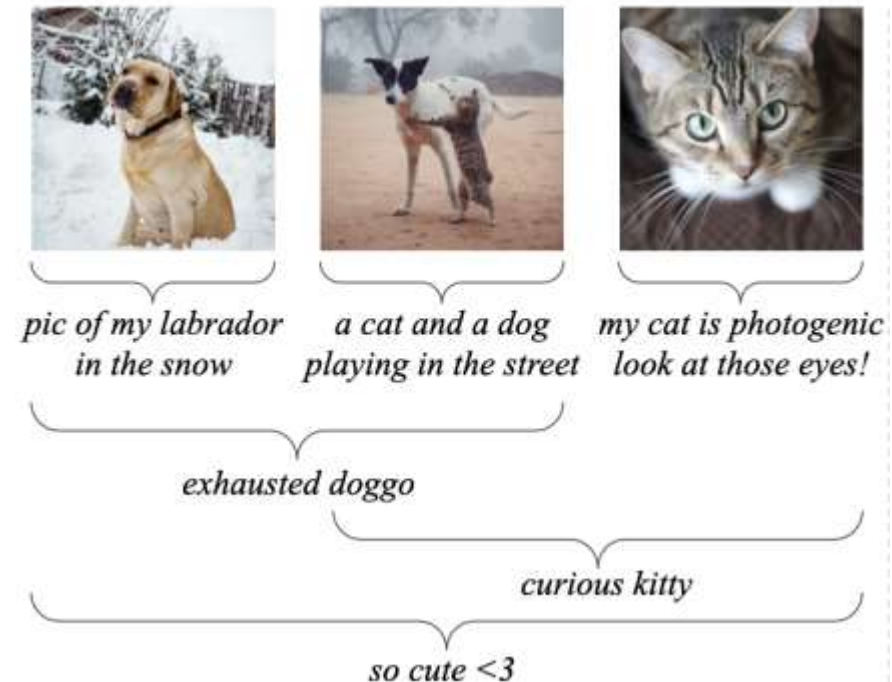 pic of my labrador
in the snow
a cat and a dog
playing in the street
my cat is photogenic
look at those eyes!
exhausted doggo
curious kitty
so cute <3